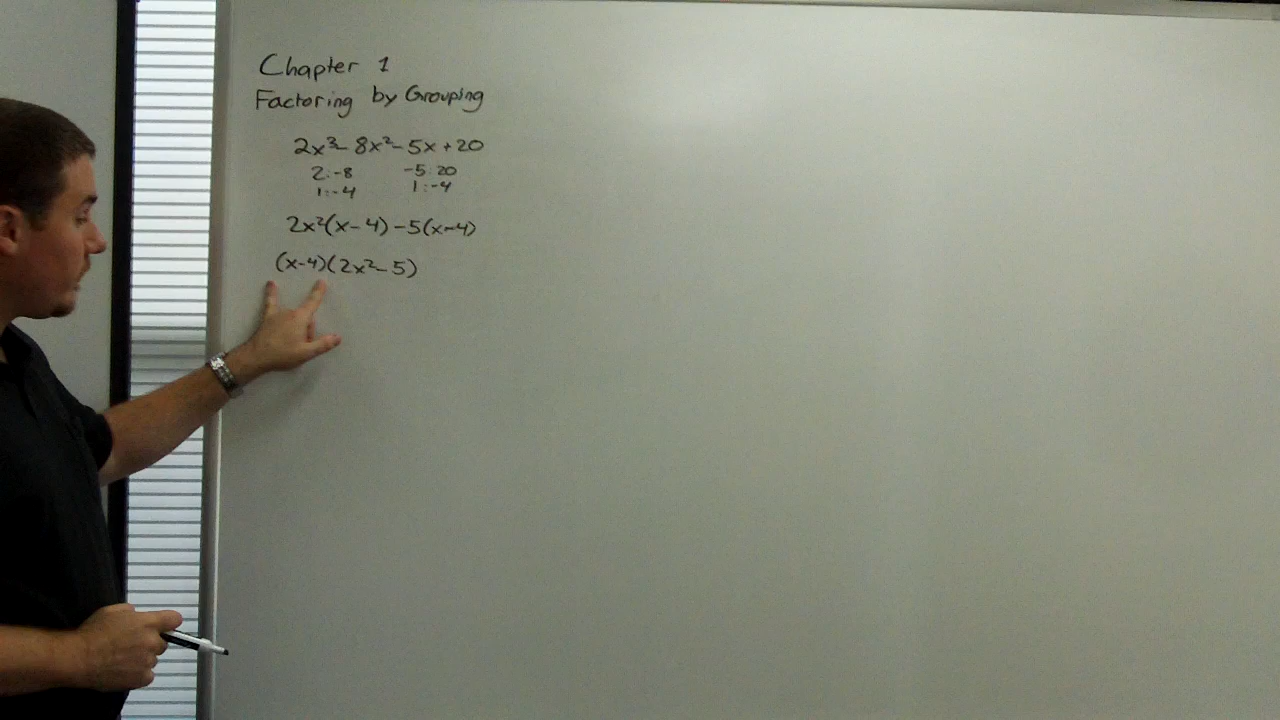 Chapter 1
Factoring by Grouping
2x³-8x²-5x+20
2:-8 -5:20
1:-4 1:-4
2x²(x-4)-5(x-4)
(x-4)(2x²-5)